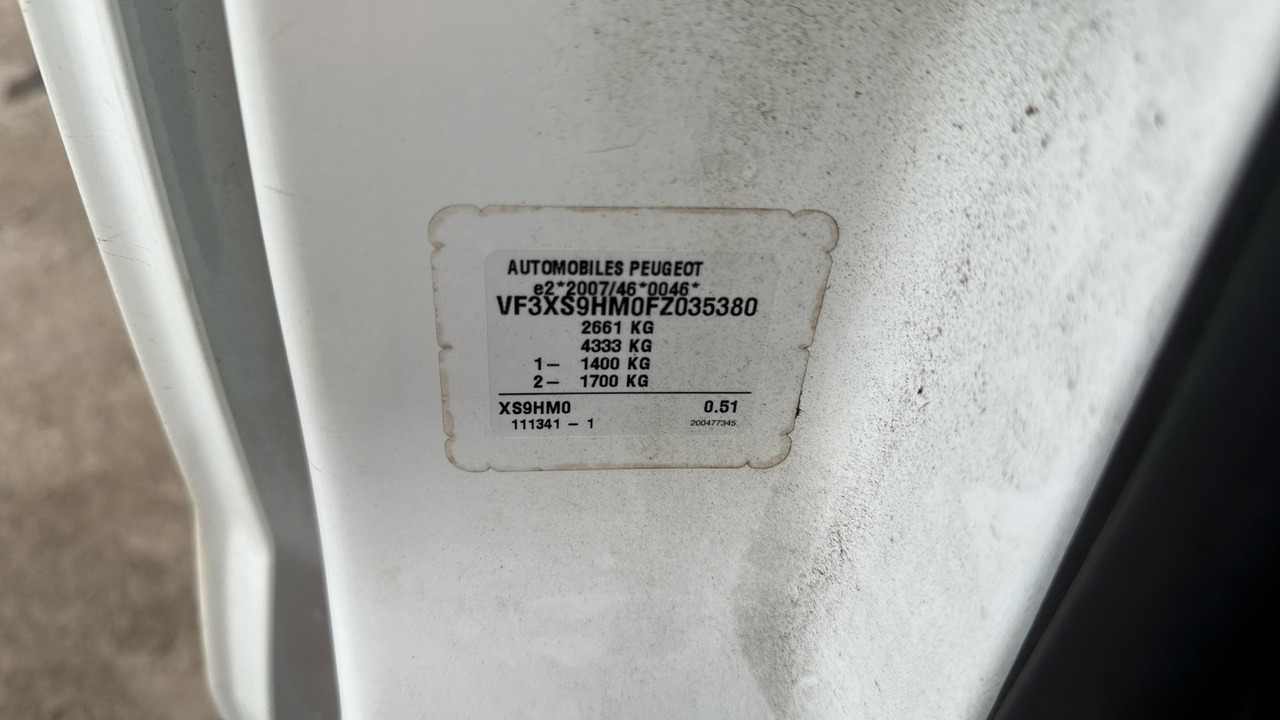 AUTOMOBILES PEUGEOT
e2*2007/46*0046*
VF3XS9HM0FZ035380
2661 KG
4333 KG
1- 1400 KG
2- 1700 KG
XS9HM0 0.51
111341 - 1 200477345